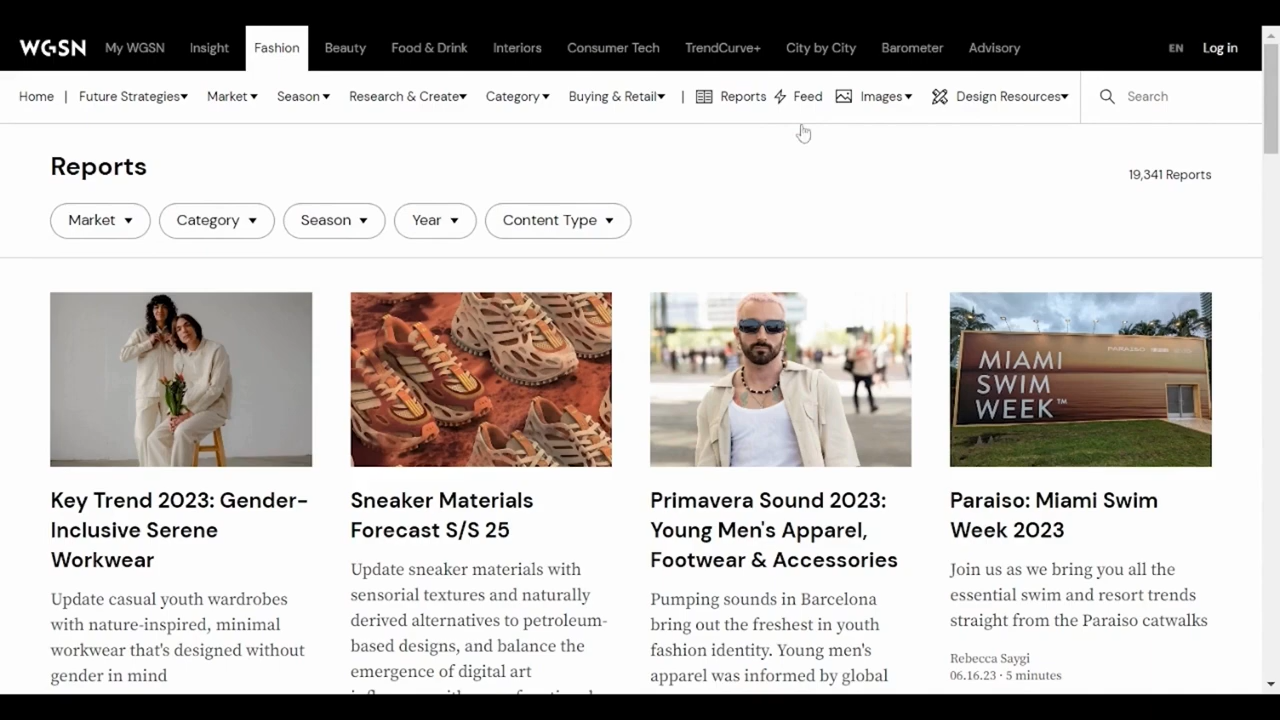 WGSN My WGSN Insight Fashion Beauty Food & Drink Interiors Consumer Tech TrendCurve+ City by City Barometer Advisory EN Log in
Home | Future Strategies Market Season Research & Create Category Buying & Retail | Reports Feed Images Design Resources Search
Reports
19,341 Reports
Market Category Season Year Content Type
MIAMI
SWIM
WEEK™
PARAISO
Key Trend 2023: Gender-
Inclusive Serene
Workwear
Update casual youth wardrobes
with nature-inspired, minimal
workwear that's designed without
gender in mind
Sneaker Materials
Forecast S/S 25
Update sneaker materials with
sensorial textures and naturally
derived alternatives to petroleum-
based designs, and balance the
emergence of digital art
Primavera Sound 2023:
Young Men's Apparel,
Footwear & Accessories
Pumping sounds in Barcelona
bring out the freshest in youth
fashion identity. Young men's
apparel was informed by global
Paraiso: Miami Swim
Week 2023
Join us as we bring you all the
essential swim and resort trends
straight from the Paraiso catwalks
Rebecca Saygi
06.16.23 · 5 minutes